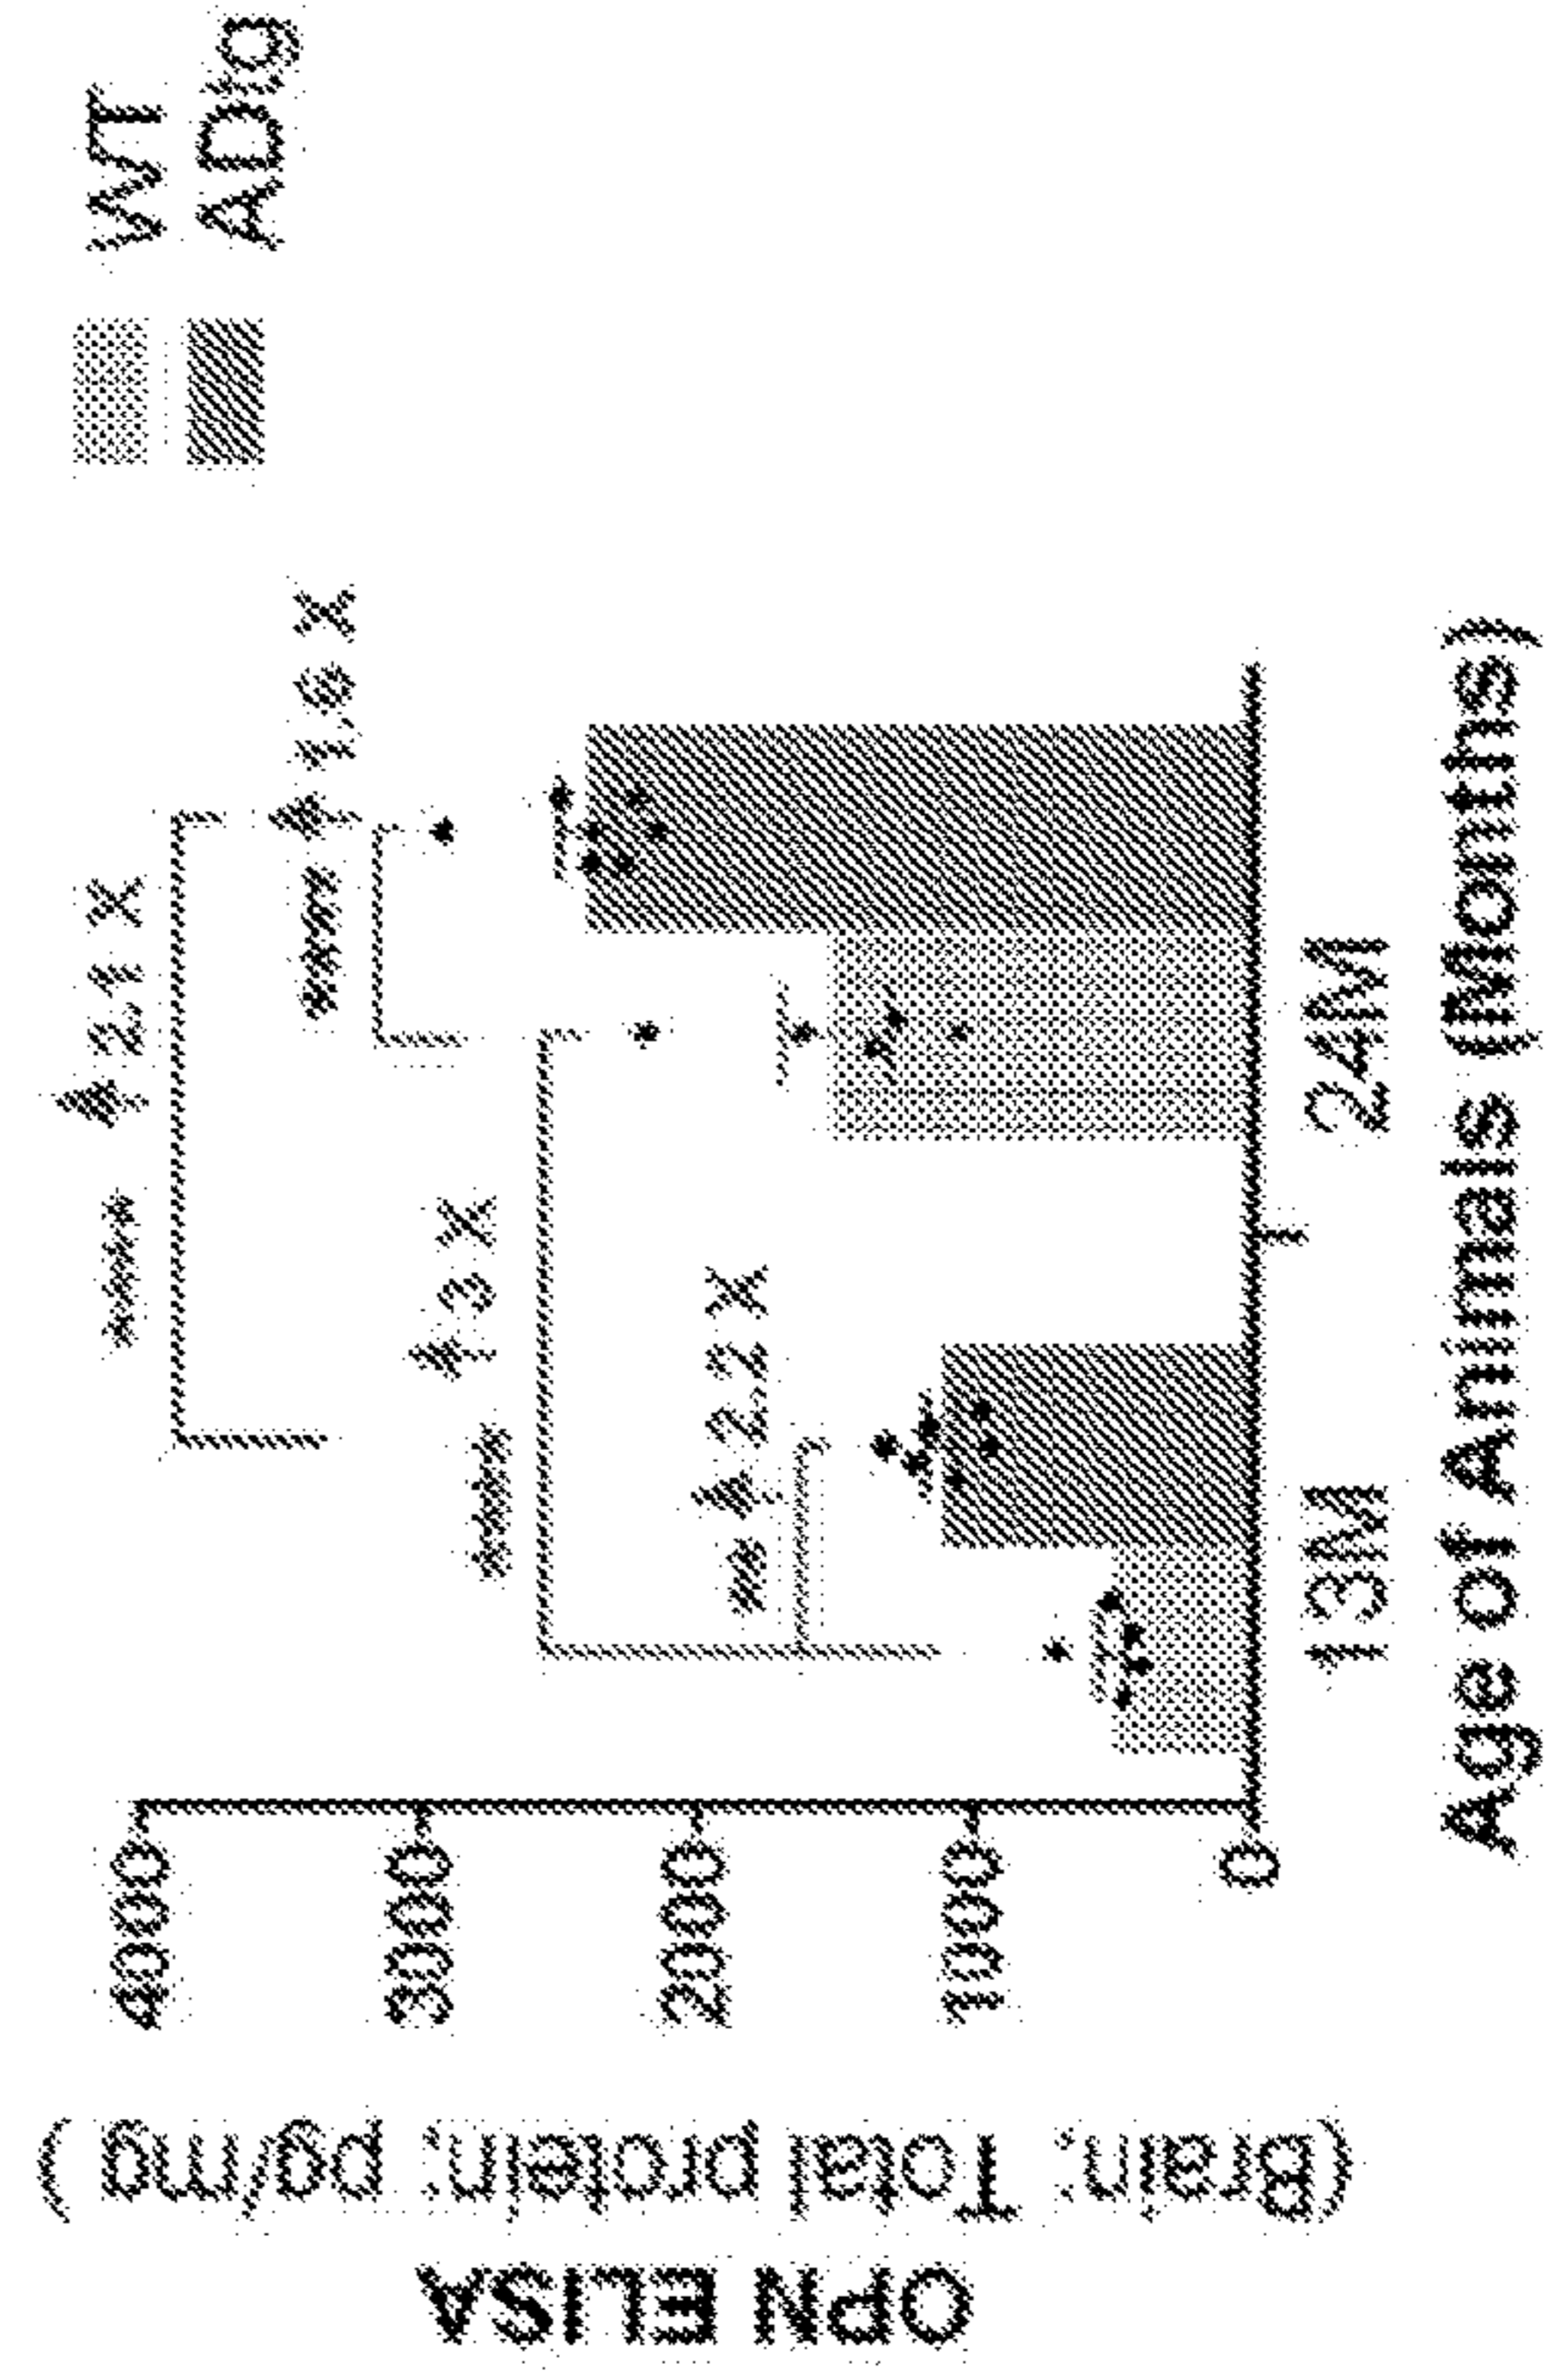 WT
ADtg
2.1 X
1.6 X
3 X
2.2 X
4000
3000
2000
1000
0
13M
24M
Age of Animals (Months)
OPN ELISA
(Brain; Total protein; pg/mg )